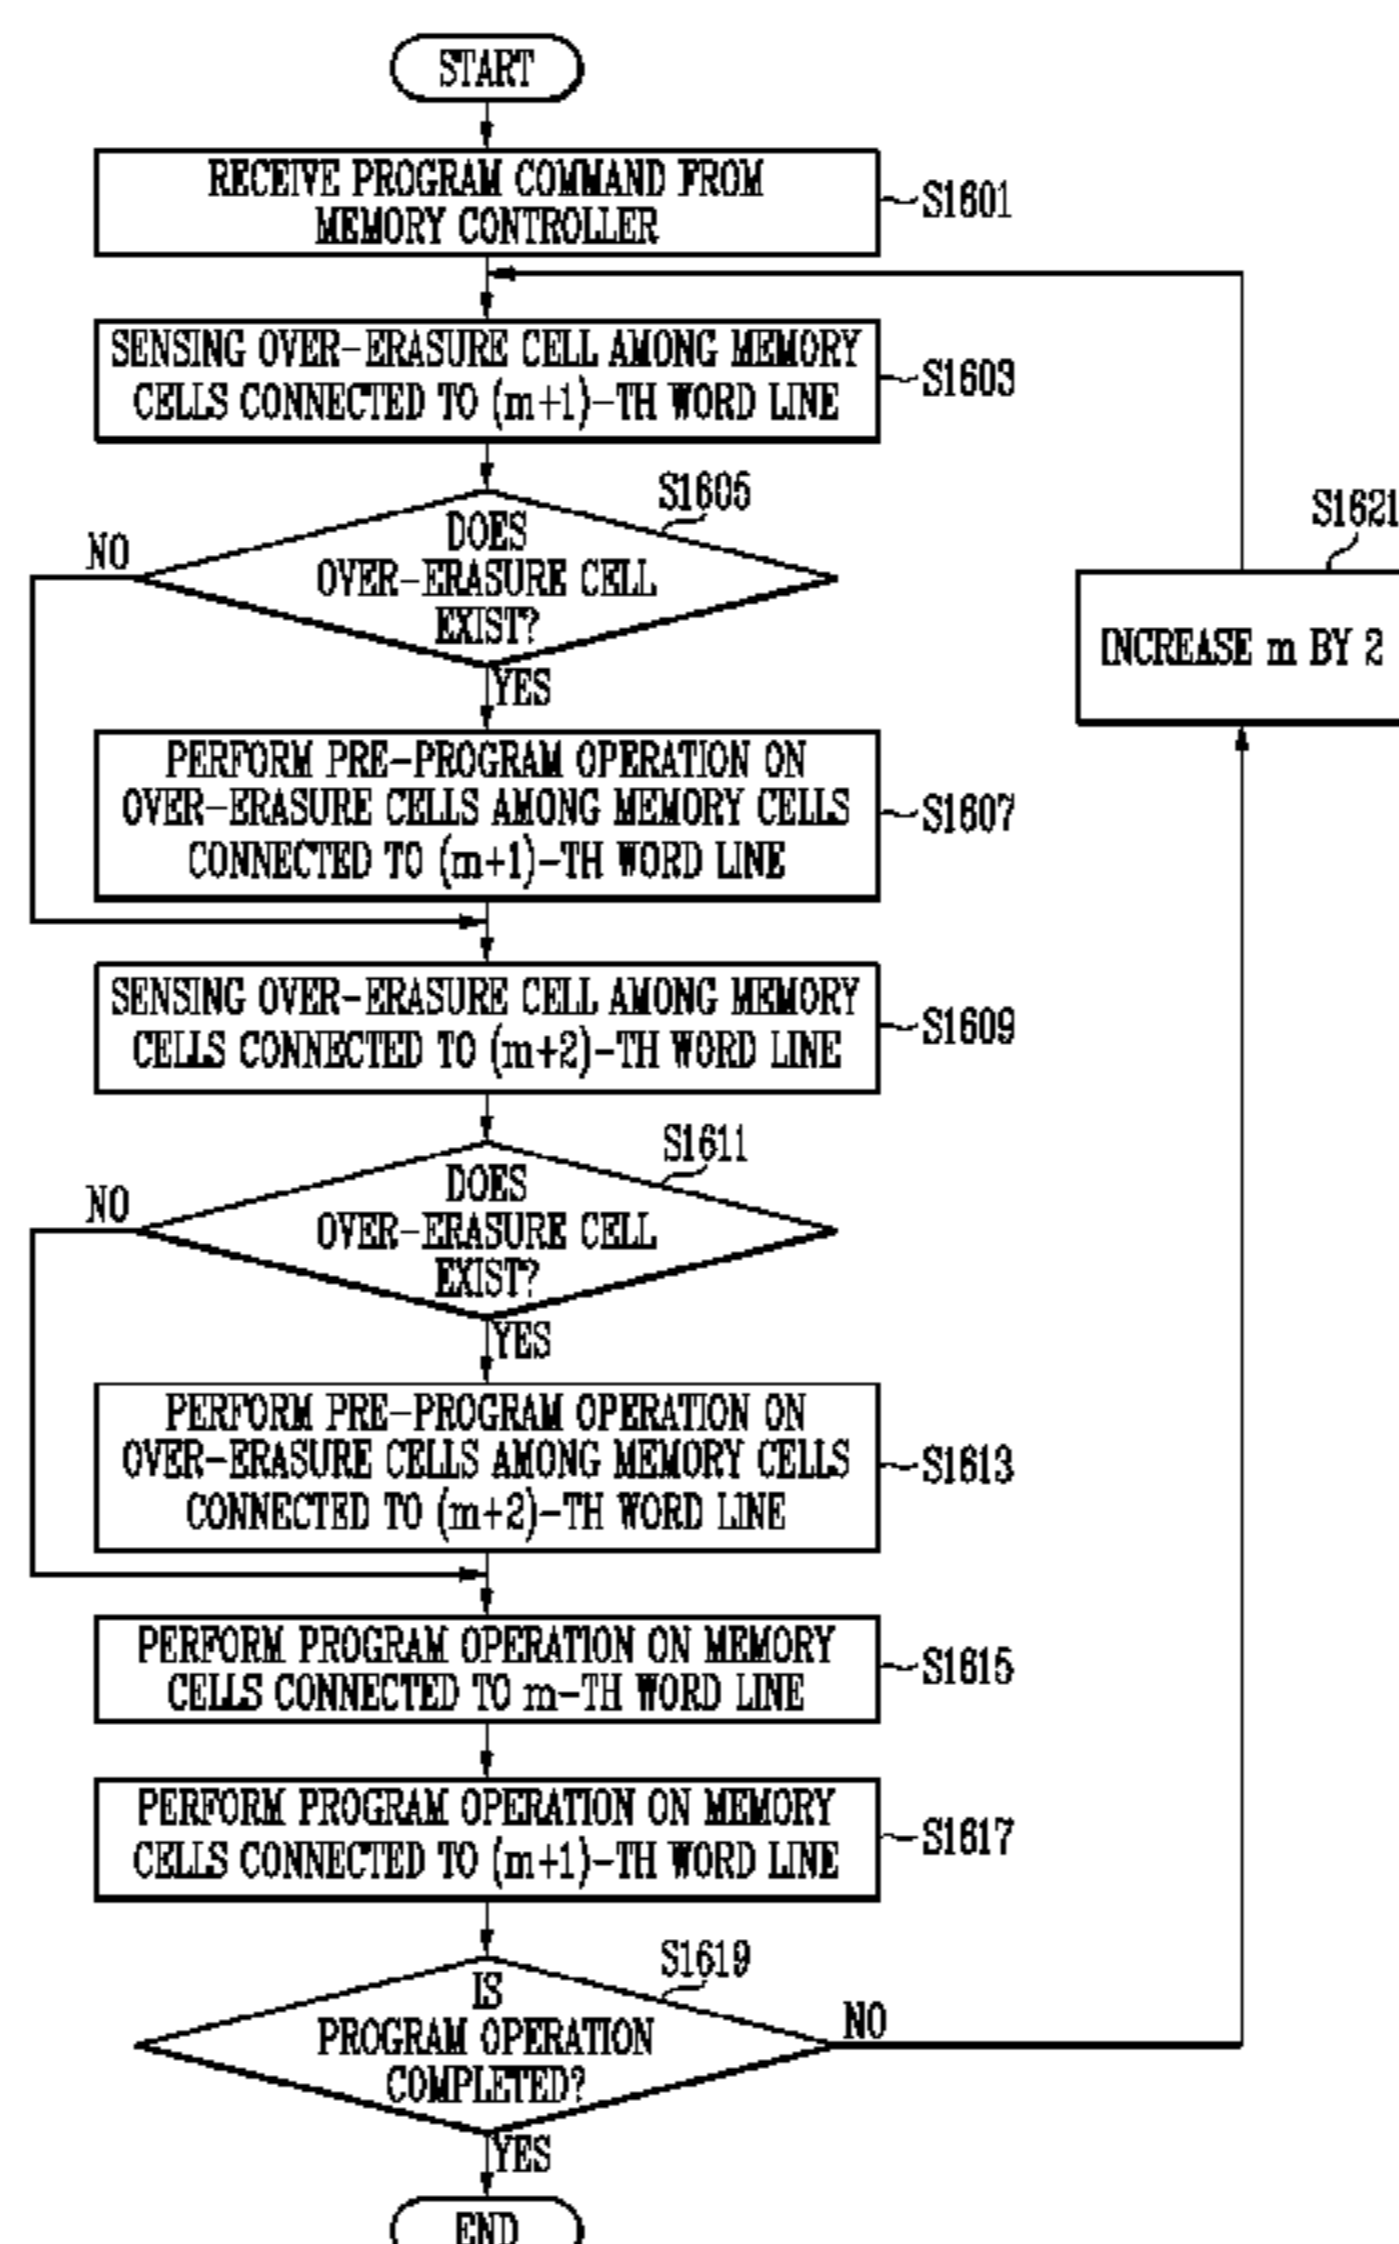 START
RECEIVE PROGRAM COMMAND FROM
MEMORY CONTROLLER
S1601
SENSING OVER-ERASURE CELL AMONG MEMORY
CELLS CONNECTED TO (m+1)-TH WORD LINE
S1603
S1605
DOES
OVER-ERASURE CELL
EXIST?
NO
YES
S1621
INCREASE m BY 2
PERFORM PRE-PROGRAM OPERATION ON
OVER-ERASURE CELLS AMONG MEMORY CELLS
CONNECTED TO (m+1)-TH WORD LINE
S1607
SENSING OVER-ERASURE CELL AMONG MEMORY
CELLS CONNECTED TO (m+2)-TH WORD LINE
S1609
S1611
DOES
OVER-ERASURE CELL
EXIST?
NO
YES
PERFORM PRE-PROGRAM OPERATION ON
OVER-ERASURE CELLS AMONG MEMORY CELLS
CONNECTED TO (m+2)-TH WORD LINE
S1613
PERFORM PROGRAM OPERATION ON MEMORY
CELLS CONNECTED TO m-TH WORD LINE
S1615
PERFORM PROGRAM OPERATION ON MEMORY
CELLS CONNECTED TO (m+1)-TH WORD LINE
S1617
S1619
IS
PROGRAM OPERATION
COMPLETED?
NO
YES
END